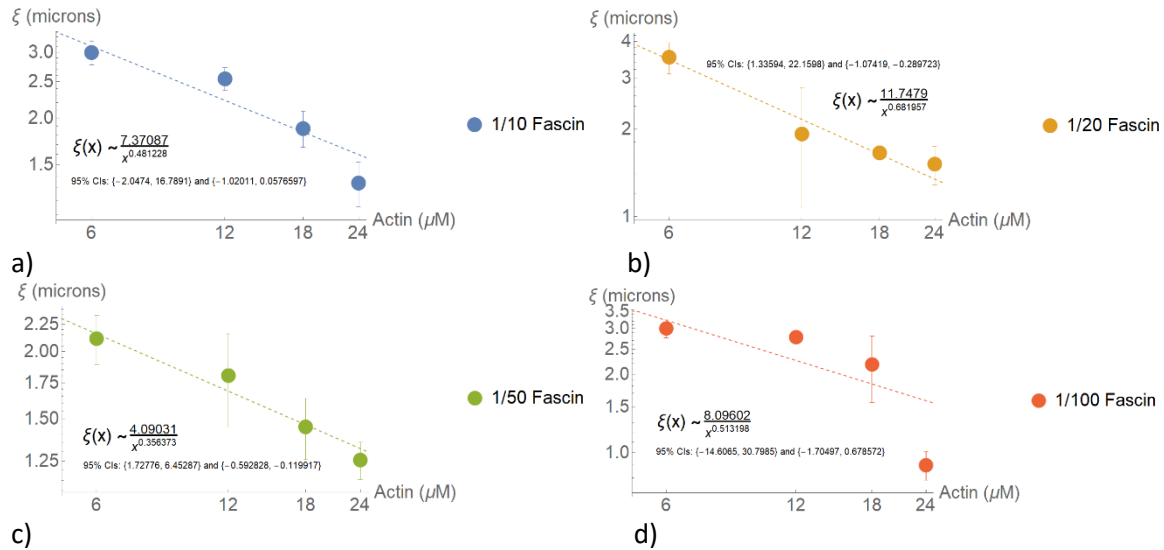 ξ (microns)
3.0
2.5
2.0
1.5
ξ(x) ~ 7.37087 / x^0.481228
95% CIs: {-2.0474, 16.7891} and {-1.02011, 0.0576597}
6
12
18
24
Actin (μM)
1/10 Fascin
a)
ξ (microns)
4
3
2
1
95% CIs: {1.33594, 22.1598} and {-1.07419, -0.289723}
ξ(x) ~ 11.7479 / x^0.681957
6
12
18
24
Actin (μM)
1/20 Fascin
b)
ξ (microns)
2.25
2.00
1.75
1.50
1.25
ξ(x) ~ 4.09031 / x^0.356373
95% CIs: {1.72776, 6.45287} and {-0.592828, -0.119917}
6
12
18
24
Actin (μM)
1/50 Fascin
c)
ξ (microns)
3.5
3.0
2.5
2.0
1.5
1.0
ξ(x) ~ 8.09602 / x^0.513198
95% CIs: {-14.6065, 30.7985} and {-1.70497, 0.678572}
6
12
18
24
Actin (μM)
1/100 Fascin
d)